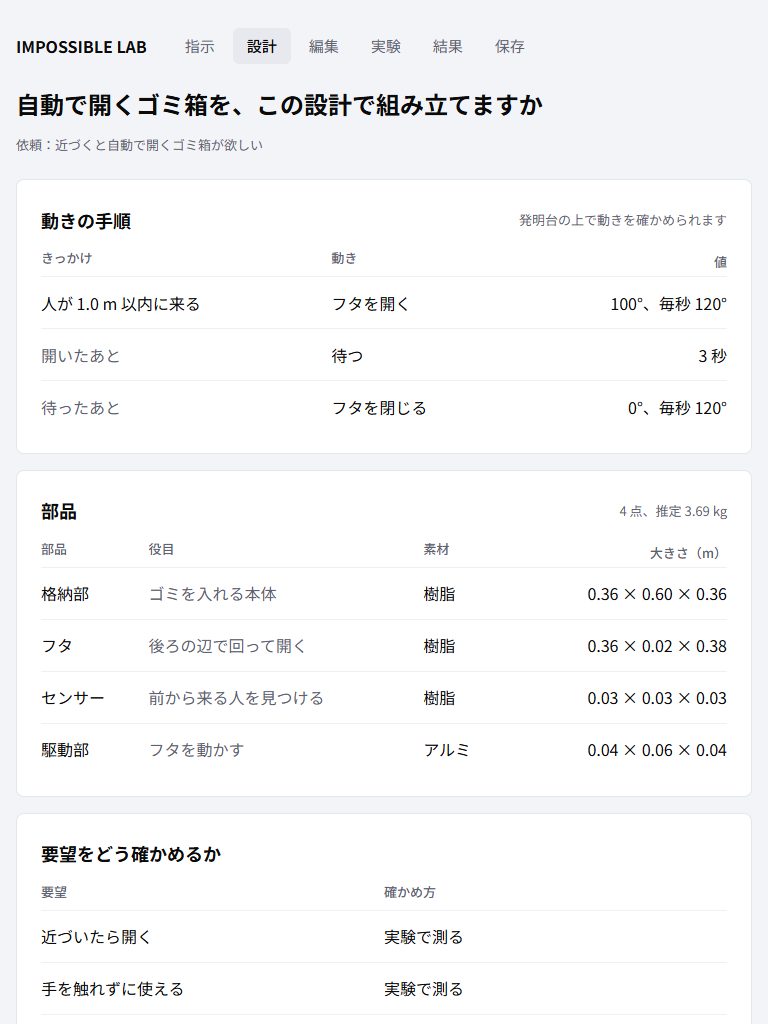 IMPOSSIBLE LAB 指示 設計 編集 実験 結果 保存
自動で開くゴミ箱を、この設計で組み立てますか
依頼：近づくと自動で開くゴミ箱が欲しい
動きの手順 発明台の上で動きを確かめられます
きっかけ 動き 値
人が 1.0 m 以内に来る フタを開く 100°、毎秒 120°
開いたあと 待つ 3 秒
待ったあと フタを閉じる 0°、毎秒 120°
部品 4 点、推定 3.69 kg
部品 役目 素材 大きさ（m）
格納部 ゴミを入れる本体 樹脂 0.36 × 0.60 × 0.36
フタ 後ろの辺で回って開く 樹脂 0.36 × 0.02 × 0.38
センサー 前から来る人を見つける 樹脂 0.03 × 0.03 × 0.03
駆動部 フタを動かす アルミ 0.04 × 0.06 × 0.04
要望をどう確かめるか
要望 確かめ方
近づいたら開く 実験で測る
手を触れずに使える 実験で測る